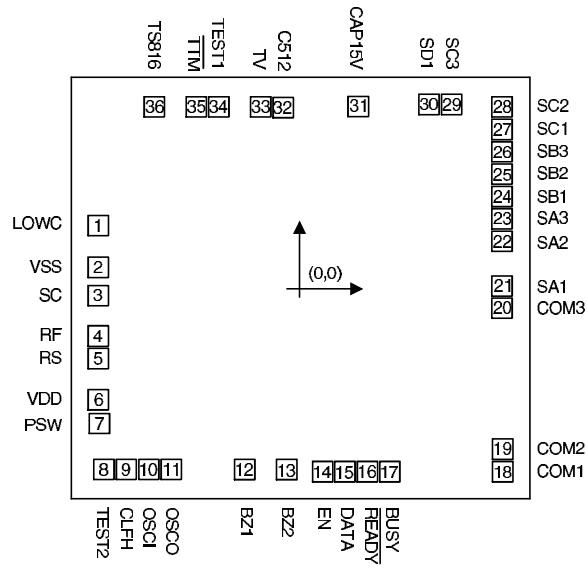 TS816
TTM
TEST1
TV
C512
CAP15V
SD1
SC3
36
35
34
33
32
31
30
29
28
SC2
27
SC1
26
SB3
25
SB2
24
SB1
23
SA3
22
SA2
LOWC
1
VSS
2
SC
3
(0,0)
21
SA1
20
COM3
RF
4
RS
5
VDD
6
PSW
7
19
COM2
18
COM1
8
9
10
11
12
13
14
15
16
17
TEST2
CLFH
OSCI
OSCO
BZ1
BZ2
EN
DATA
READY
BUSY